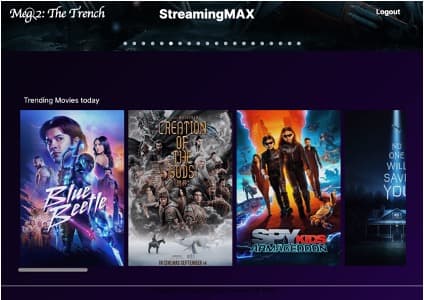 Meg 2: The Trench
StreamingMAX
Logout
Trending Movies today
Blue
Beetle
CREATION
OF
THE
GODS
IN CINEMAS SEPTEMBER
SPY KIDS
ARMAGEDDON
NO
ONE
WILL
SAVE
YOU